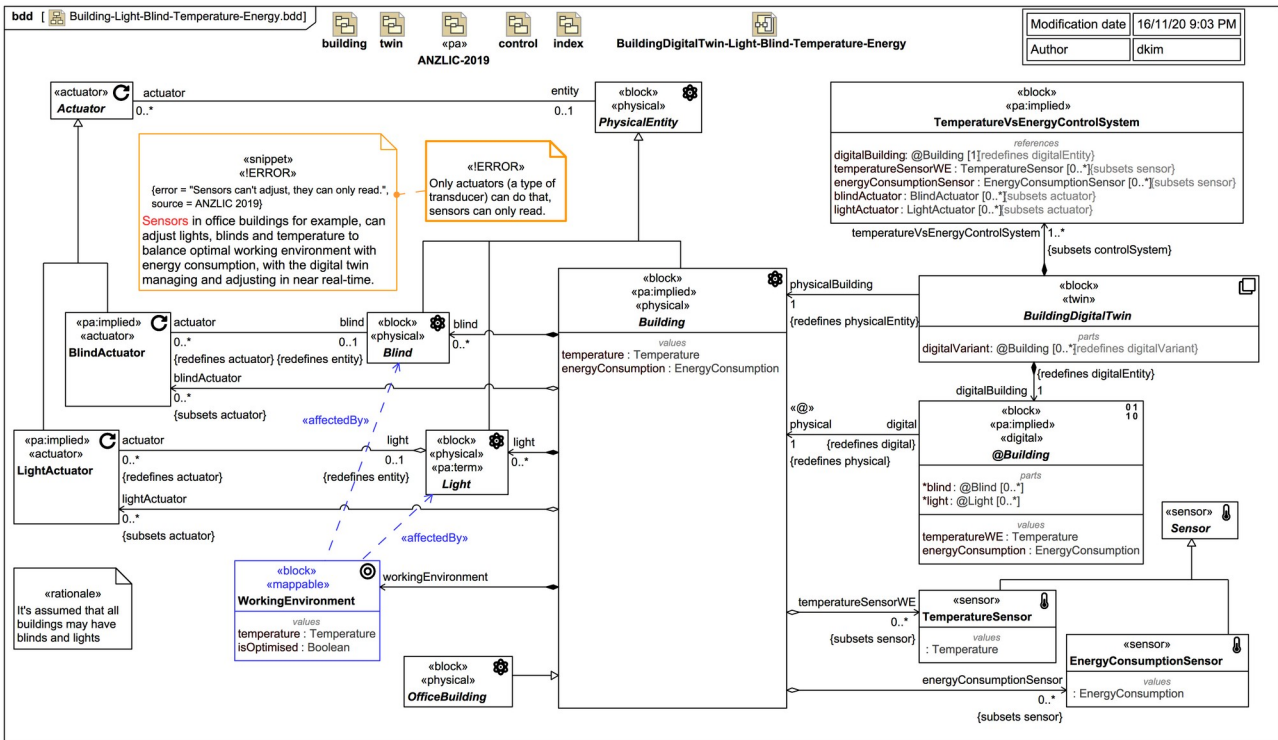 bdd [ Building-Light-Blind-Temperature-Energy.bdd]
building
twin
«pa»
ANZLIC-2019
control
index
BuildingDigitalTwin-Light-Blind-Temperature-Energy
Modification date 16/11/20 9:03 PM
Author dkim
«actuator»
Actuator
actuator
0..*
entity
0..1
«block»
«physical»
PhysicalEntity
«snippet»
«!ERROR»
{error = "Sensors can't adjust, they can only read.",
source = ANZLIC 2019}
Sensors in office buildings for example, can
adjust lights, blinds and temperature to
balance optimal working environment with
energy consumption, with the digital twin
managing and adjusting in near real-time.
«!ERROR»
Only actuators (a type of
transducer) can do that,
sensors can only read.
«block»
«pa:implied»
TemperatureVsEnergyControlSystem
references
digitalBuilding: @Building [1]{redefines digitalEntity}
temperatureSensorWE : TemperatureSensor [0..*]{subsets sensor}
energyConsumptionSensor : EnergyConsumptionSensor [0..*]{subsets sensor}
blindActuator : BlindActuator [0..*]{subsets actuator}
lightActuator : LightActuator [0..*]{subsets actuator}
temperatureVsEnergyControlSystem 1..*
{subsets controlSystem}
«block»
«twin»
BuildingDigitalTwin
parts
digitalVariant: @Building [0..*]{redefines digitalVariant}
physicalBuilding
1
{redefines physicalEntity}
{redefines digitalEntity}
digitalBuilding 1
«block»
«pa:implied»
«physical»
Building
values
temperature : Temperature
energyConsumption : EnergyConsumption
«pa:implied»
«actuator»
BlindActuator
actuator
0..*
{redefines actuator}
blind
0..1
{redefines entity}
«block»
«physical»
Blind
blind
0..*
blindActuator
0..*
{subsets actuator}
«affectedBy»
«pa:implied»
«actuator»
LightActuator
actuator
0..*
{redefines actuator}
light
0..1
{redefines entity}
«block»
«physical»
«pa:term»
Light
light
0..*
lightActuator
0..*
{subsets actuator}
«affectedBy»
«@»
physical
1
{redefines physical}
digital
{redefines digital}
«block»
«pa:implied»
«digital»
@Building
0 1
1 0
parts
*blind : @Blind [0..*]
*light : @Light [0..*]
values
temperatureWE : Temperature
energyConsumption : EnergyConsumption
«sensor»
Sensor
«rationale»
It's assumed that all
buildings may have
blinds and lights
«block»
«mappable»
WorkingEnvironment
values
temperature : Temperature
isOptimised : Boolean
workingEnvironment
«block»
«physical»
OfficeBuilding
temperatureSensorWE
0..*
{subsets sensor}
«sensor»
TemperatureSensor
values
: Temperature
energyConsumptionSensor
0..*
{subsets sensor}
«sensor»
EnergyConsumptionSensor
values
: EnergyConsumption